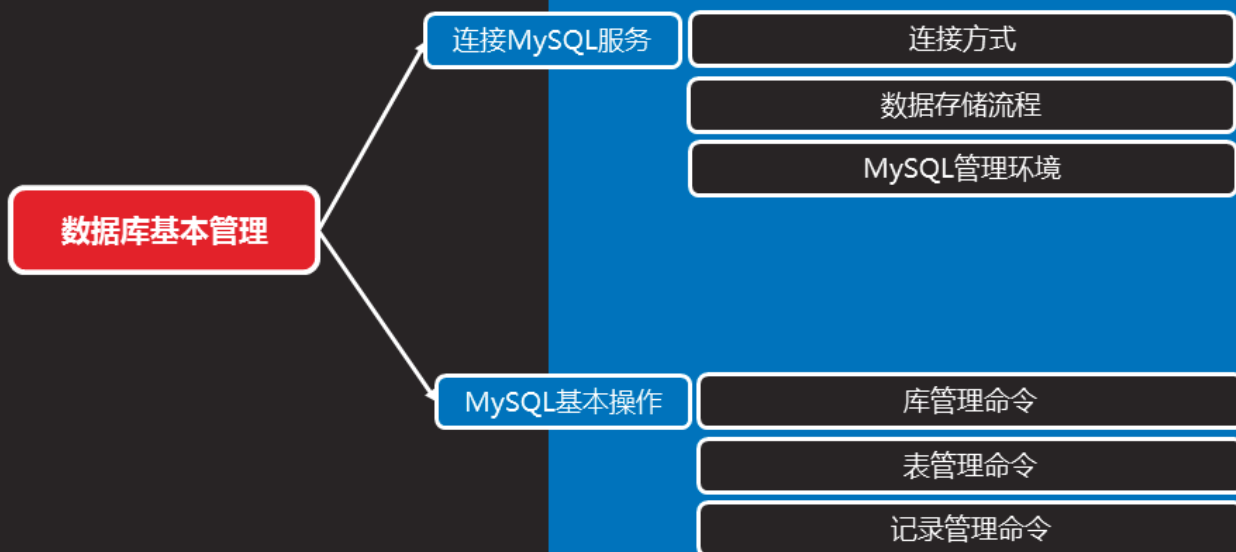 数据库基本管理
连接MySQL服务
连接方式
数据存储流程
MySQL管理环境
MySQL基本操作
库管理命令
表管理命令
记录管理命令